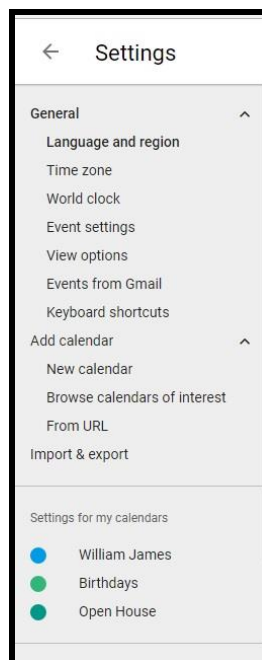 Settings
General
Language and region
Time zone
World clock
Event settings
View options
Events from Gmail
Keyboard shortcuts
Add calendar
New calendar
Browse calendars of interest
From URL
Import & export
Settings for my calendars
William James
Birthdays
Open House